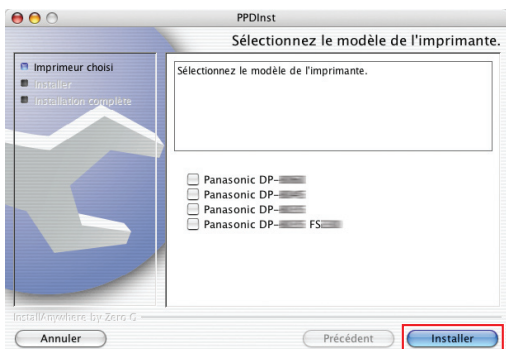 PPDInst
Sélectionnez le modèle de l'imprimante.
Imprimeur choisi
Installer
Installation complète
Sélectionnez le modèle de l'imprimante.
Panasonic DP-
Panasonic DP-
Panasonic DP-
Panasonic DP- FS
InstallAnywhere by Zero G
Annuler
Précédent
Installer